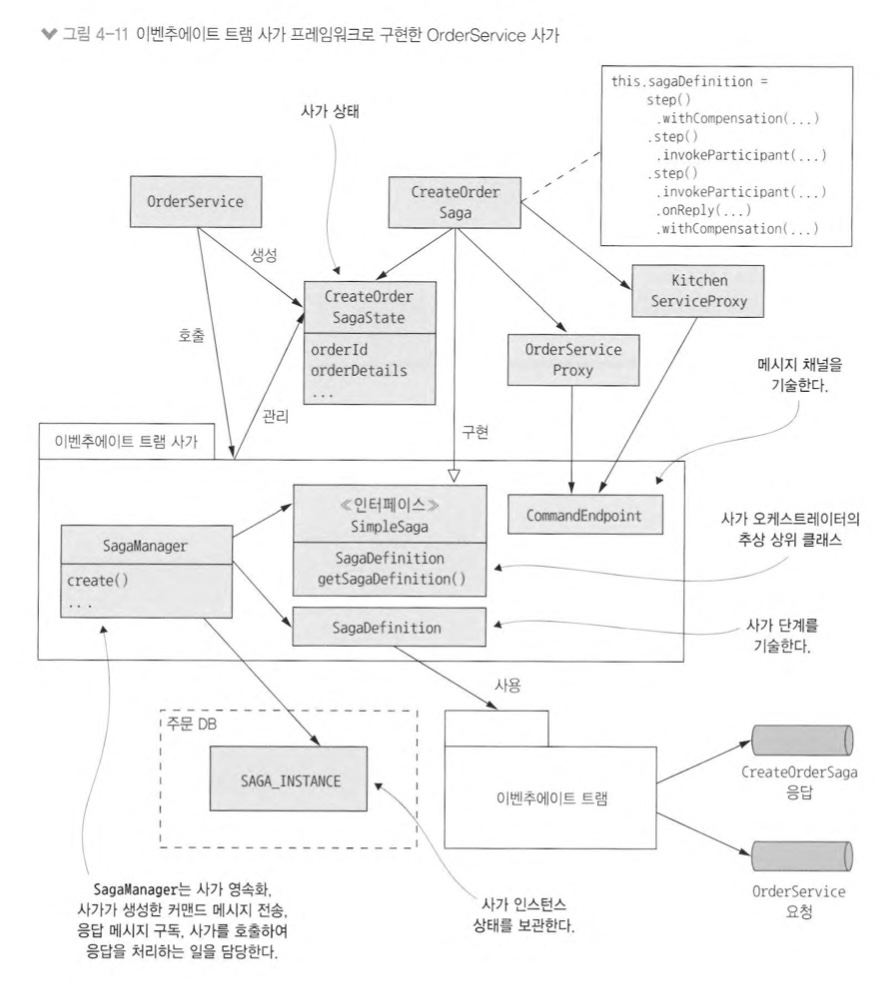 그림 4-11 이벤추에이트 트램 사가 프레임워크로 구현한 OrderService 사가
this.sagaDefinition =
step()
.withCompensation(...)
.step()
.invokeParticipant(...)
.step()
.invokeParticipant(...)
.onReply(...)
.withCompensation(...)
사가 상태
OrderService
CreateOrder
Saga
생성
CreateOrder
SagaState
orderId
orderDetails
...
Kitchen
ServiceProxy
호출
OrderService
Proxy
메시지 채널을
기술한다.
관리
구현
이벤추에이트 트램 사가
≪인터페이스≫
SimpleSaga
SagaDefinition
getSagaDefinition()
CommandEndpoint
사가 오케스트레이터의
추상 상위 클래스
SagaManager
create()
...
SagaDefinition
사가 단계를
기술한다.
사용
주문 DB
SAGA_INSTANCE
이벤추에이트 트램
CreateOrderSaga
응답
OrderService
요청
SagaManager는 사가 영속화,
사가가 생성한 커맨드 메시지 전송,
응답 메시지 구독, 사가를 호출하여
응답을 처리하는 일을 담당한다.
사가 인스턴스
상태를 보관한다.